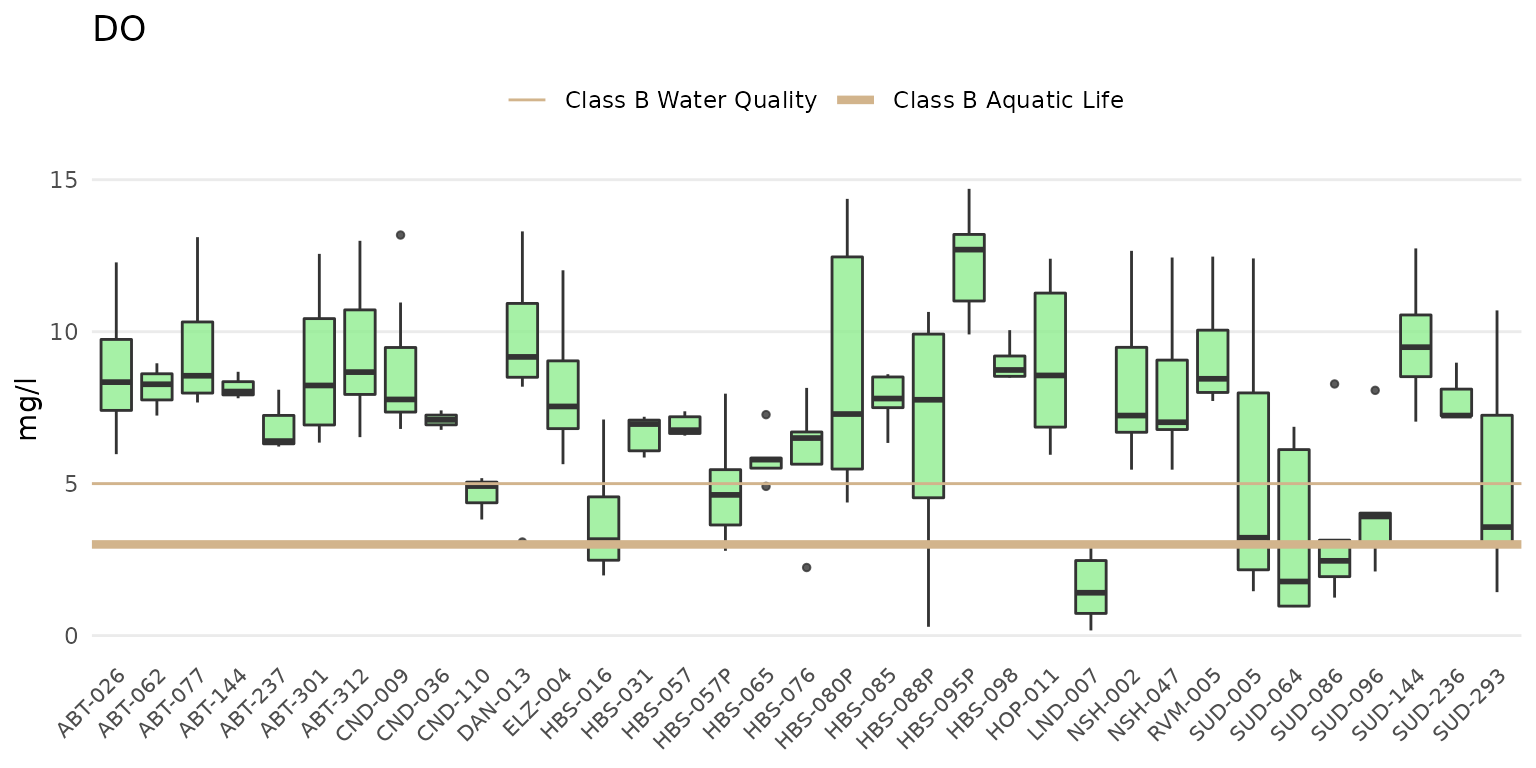 DO
Class B Water Quality Class B Aquatic Life
15
10
5
0
mg/l
ABT-026 ABT-062 ABT-077 ABT-144 ABT-237 ABT-301 ABT-312 CND-009 CND-036 CND-110 DAN-013 ELZ-004 HBS-016 HBS-031 HBS-057 HBS-057P HBS-065 HBS-076 HBS-080P HBS-085 HBS-088P HBS-095P HBS-098 HOP-011 LND-007 NSH-002 NSH-047 RVM-005 SUD-005 SUD-064 SUD-086 SUD-096 SUD-144 SUD-236 SUD-293